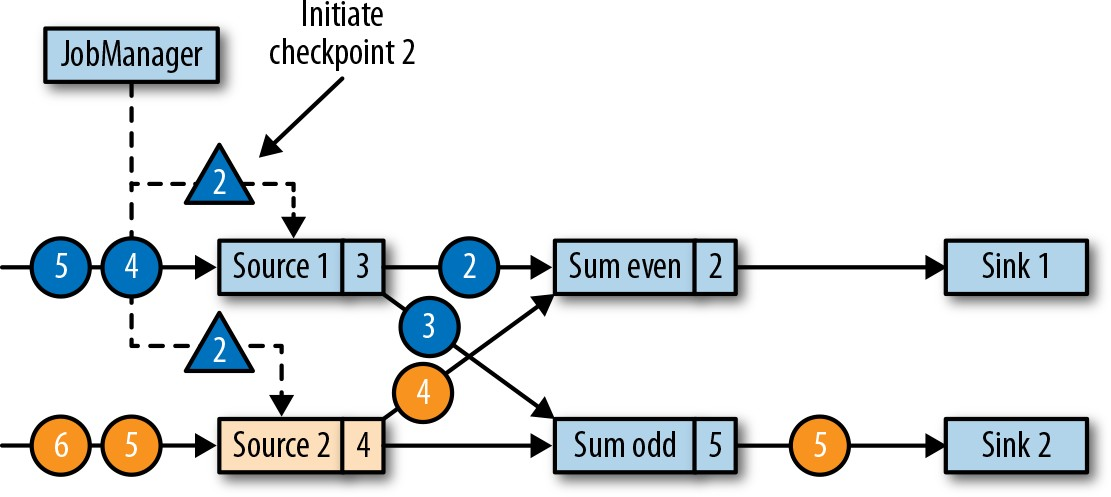 Initiate
checkpoint 2
JobManager
2
5
4
Source 1
3
2
Sum even
2
Sink 1
3
2
4
6
5
Source 2
4
Sum odd
5
5
Sink 2